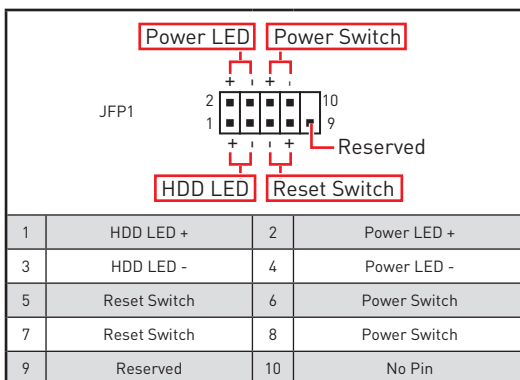 Power LED Power Switch
+ - + -
JFP1
2 10
1 9
+ - - +
Reserved
HDD LED Reset Switch
1 HDD LED + 2 Power LED +
3 HDD LED - 4 Power LED -
5 Reset Switch 6 Power Switch
7 Reset Switch 8 Power Switch
9 Reserved 10 No Pin